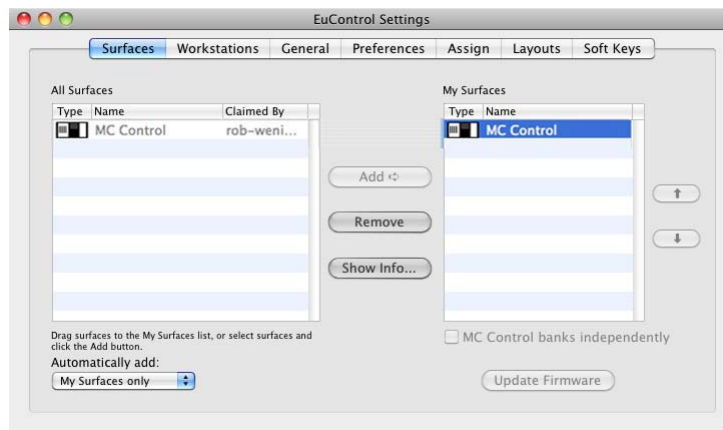 EuControl Settings
Surfaces Workstations General Preferences Assign Layouts Soft Keys
All Surfaces
Type Name Claimed By
MC Control rob-weni...
My Surfaces
Type Name
MC Control
Add
Remove
Show Info...
Drag surfaces to the My Surfaces list, or select surfaces and
click the Add button.
Automatically add:
My Surfaces only
MC Control banks independently
Update Firmware